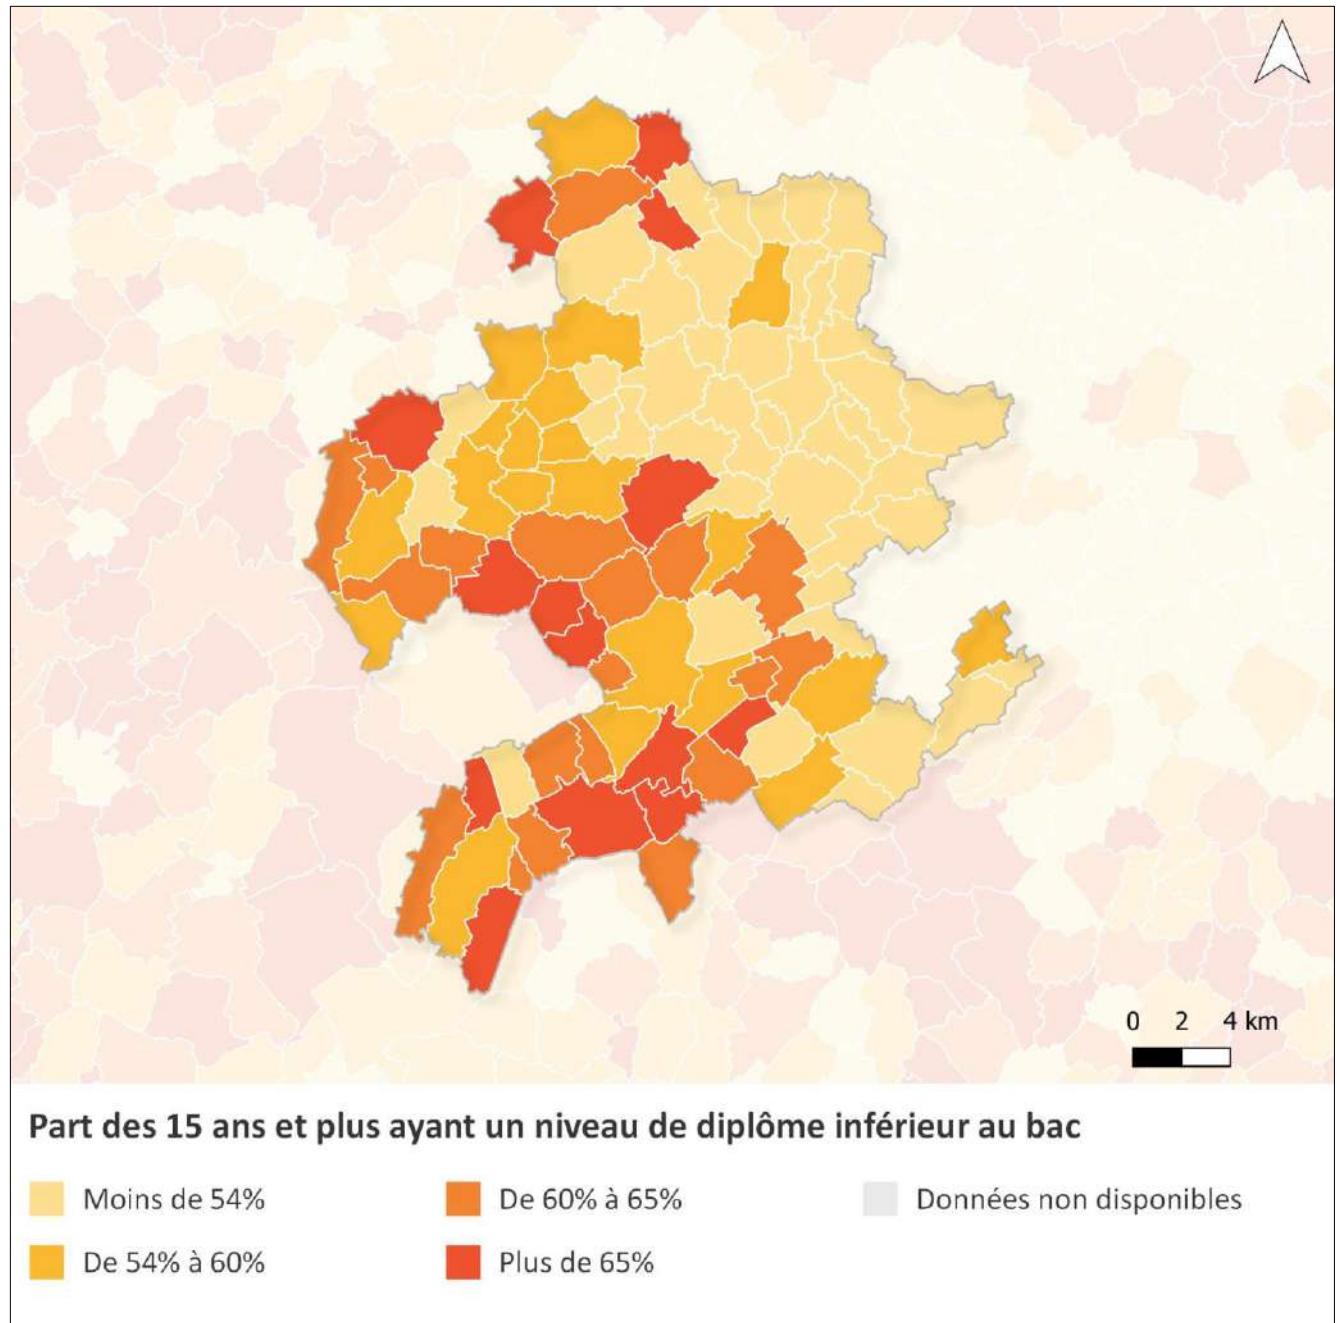 0 2 4 km
Part des 15 ans et plus ayant un niveau de diplôme inférieur au bac
Moins de 54%
De 60% à 65%
Données non disponibles
De 54% à 60%
Plus de 65%